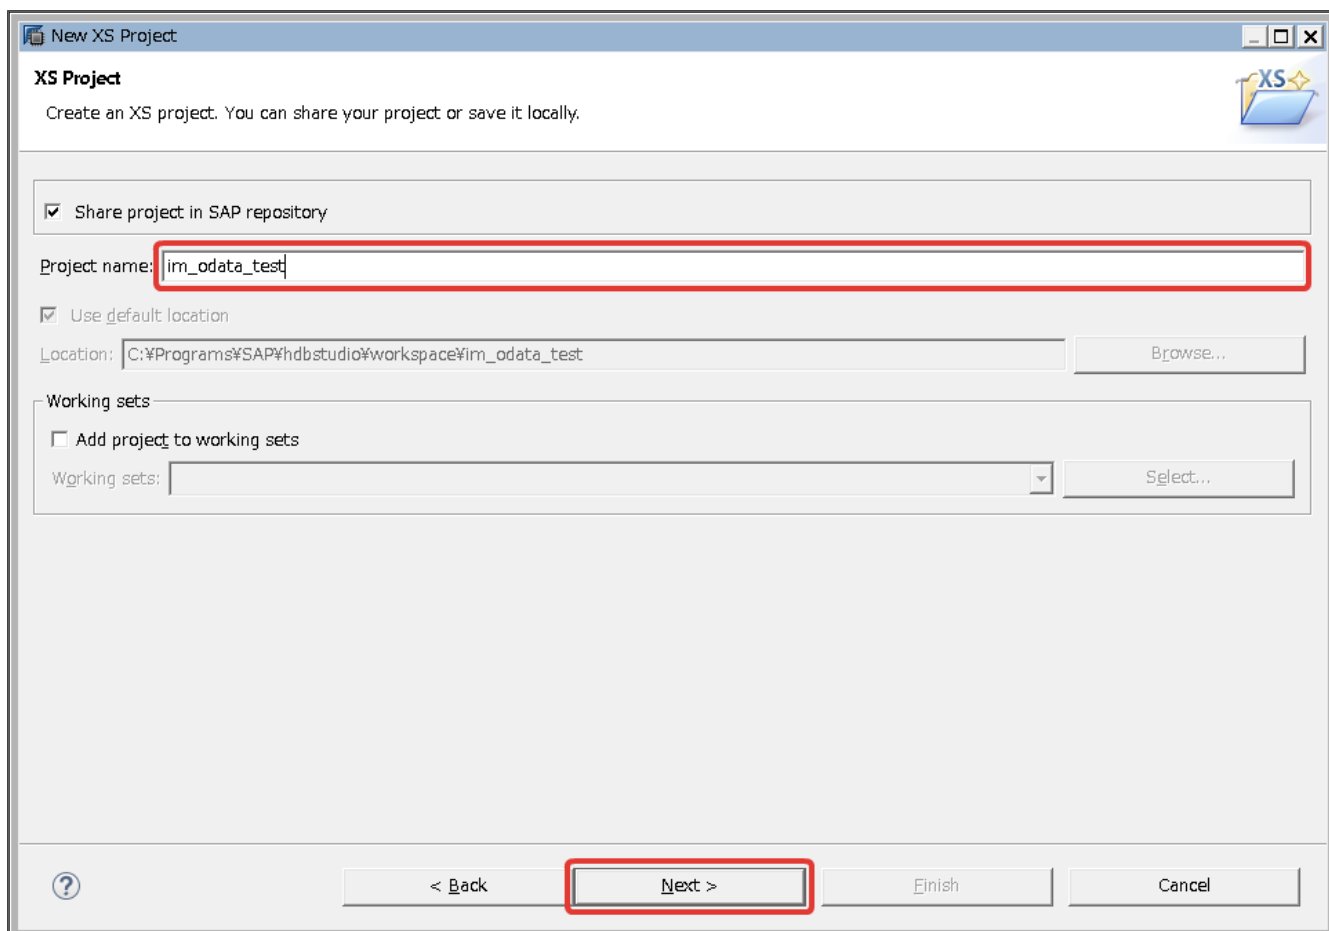 New XS Project
XS Project
Create an XS project. You can share your project or save it locally.
XS
Share project in SAP repository
Project name: im_odata_test
Use default location
Location: C:¥Programs¥SAP¥hdbstudio¥workspace¥im_odata_test Browse...
Working sets
Add project to working sets
Working sets: Select...
? < Back Next > Finish Cancel